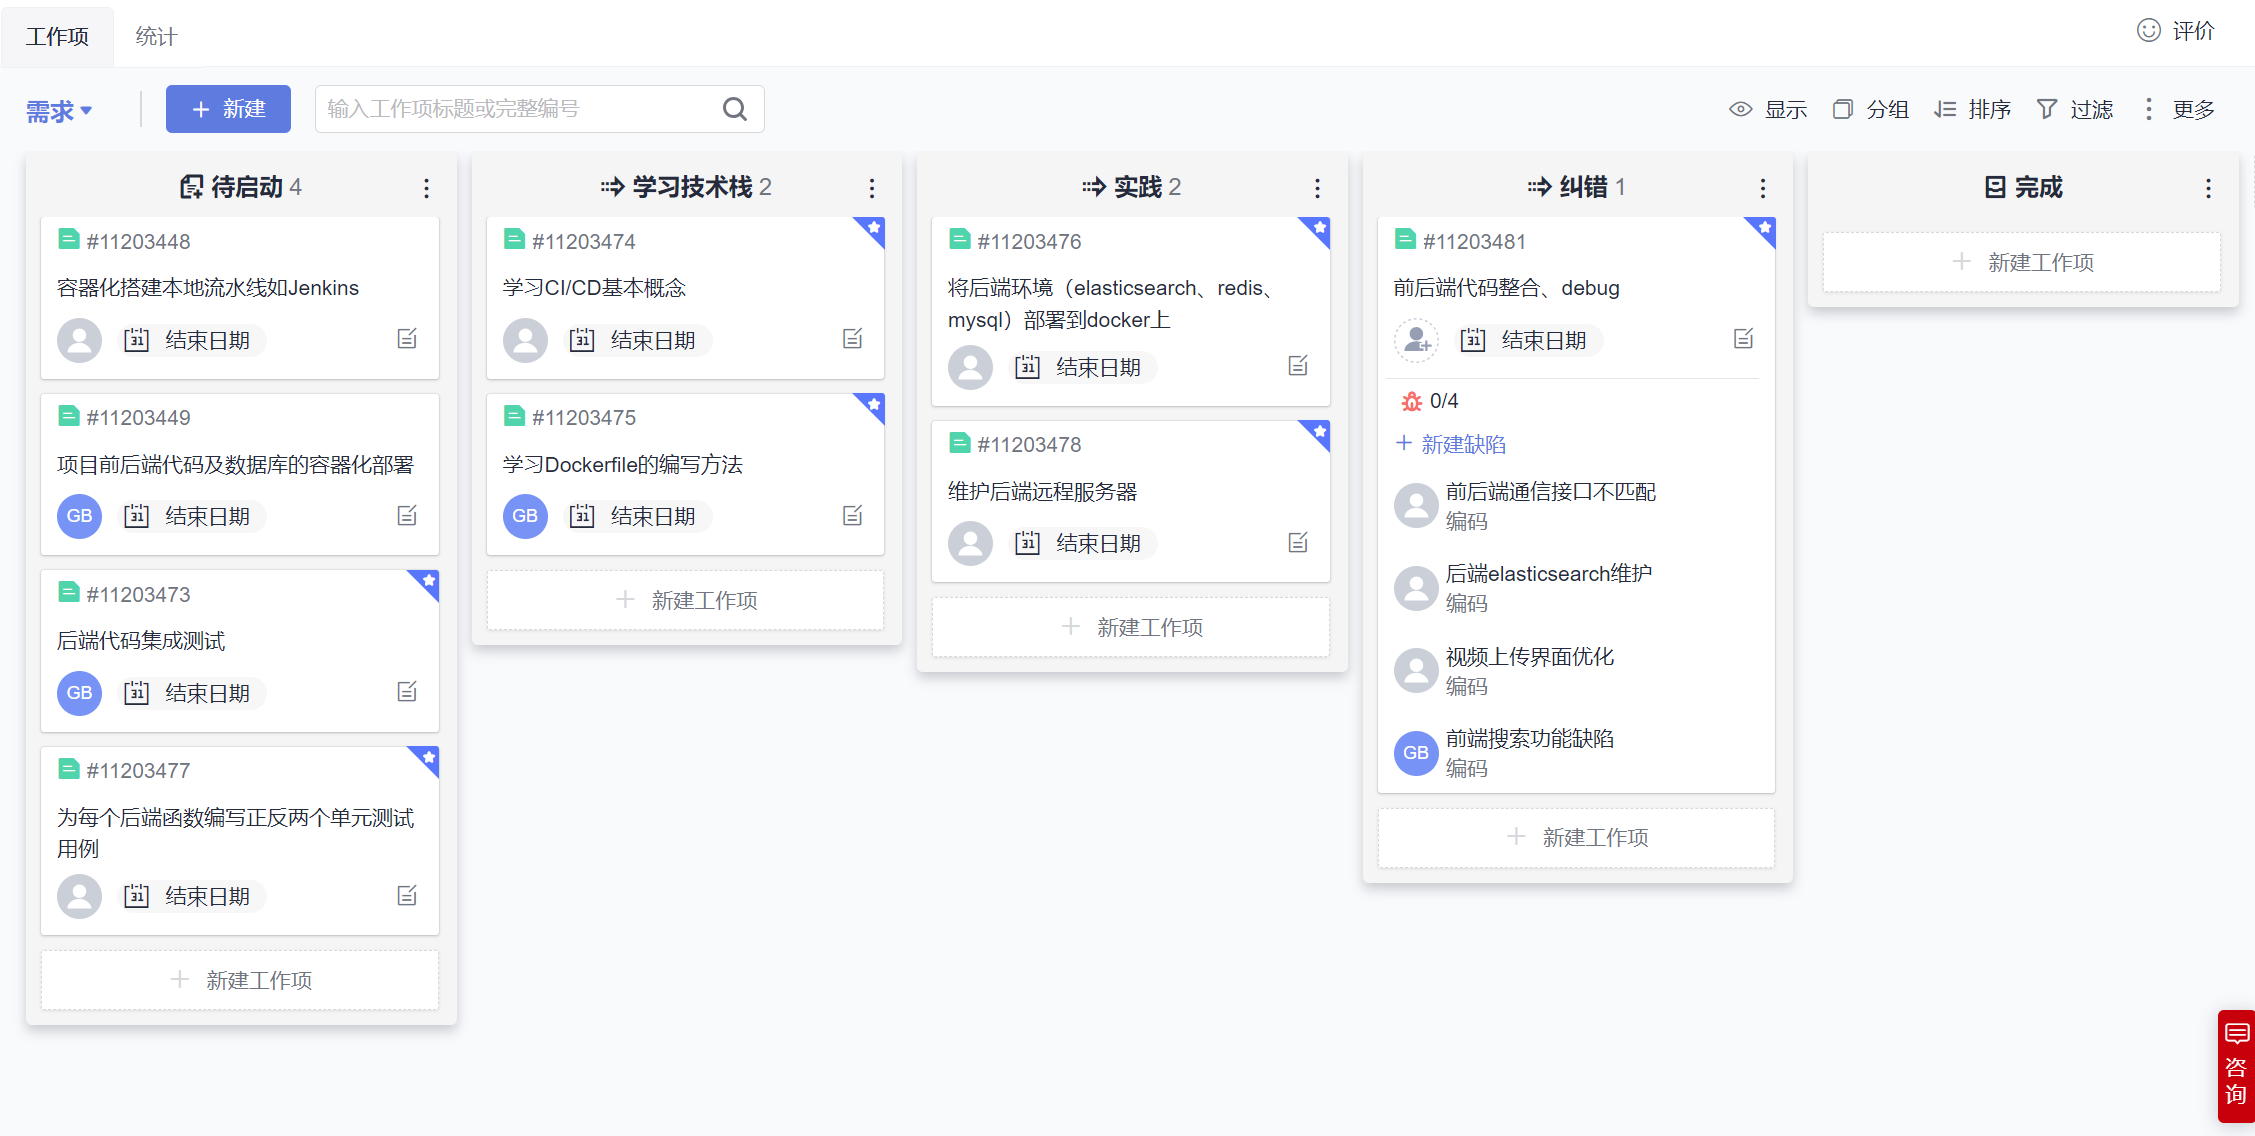 工作项
统计
评价
需求
新建
输入工作项标题或完整编号
显示
分组
排序
过滤
更多
待启动 4
#11203448
容器化搭建本地流水线如Jenkins
31 结束日期
#11203449
项目前后端代码及数据库的容器化部署
GB 31 结束日期
#11203473
后端代码集成测试
GB 31 结束日期
#11203477
为每个后端函数编写正反两个单元测试
用例
31 结束日期
新建工作项
学习技术栈 2
#11203474
学习CI/CD基本概念
31 结束日期
#11203475
学习Dockerfile的编写方法
GB 31 结束日期
新建工作项
实践 2
#11203476
将后端环境（elasticsearch、redis、
mysql）部署到docker上
31 结束日期
#11203478
维护后端远程服务器
31 结束日期
新建工作项
纠错 1
#11203481
前后端代码整合、debug
31 结束日期
0/4
新建缺陷
前后端通信接口不匹配
编码
后端elasticsearch维护
编码
视频上传界面优化
编码
GB 前端搜索功能缺陷
编码
新建工作项
完成
新建工作项
咨
询